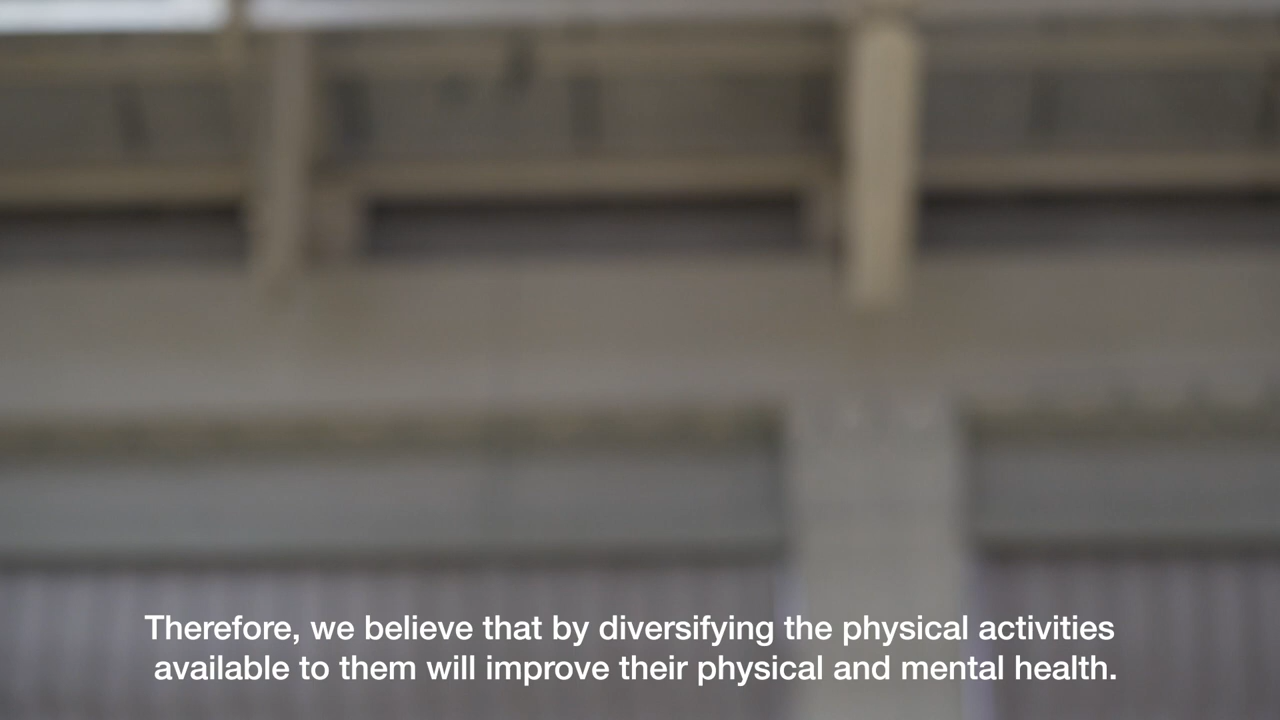 Therefore, we believe that by diversifying the physical activities
available to them will improve their physical and mental health.